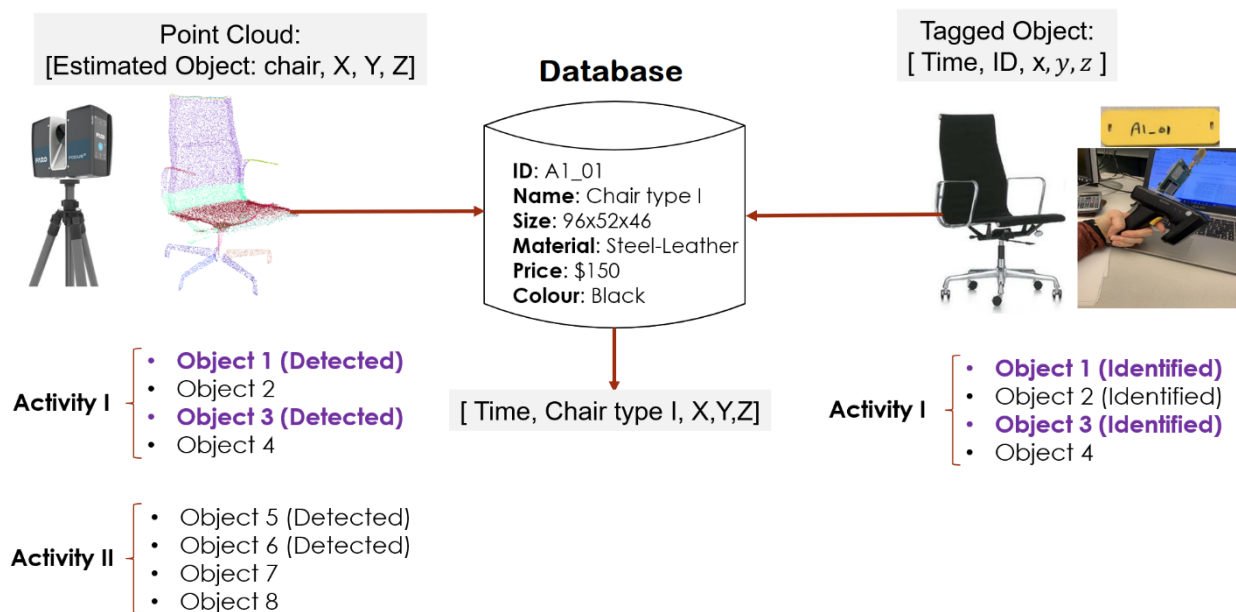 Point Cloud:
[Estimated Object: chair, X, Y, Z]
Database
Tagged Object:
[ Time, ID, x, y, z ]
A1_01
ID: A1_01
Name: Chair type I
Size: 96x52x46
Material: Steel-Leather
Price: $150
Colour: Black
[ Time, Chair type I, X,Y,Z]
Activity I
• Object 1 (Detected)
• Object 2
• Object 3 (Detected)
• Object 4
Activity II
• Object 5 (Detected)
• Object 6 (Detected)
• Object 7
• Object 8
Activity I
• Object 1 (Identified)
• Object 2 (Identified)
• Object 3 (Identified)
• Object 4